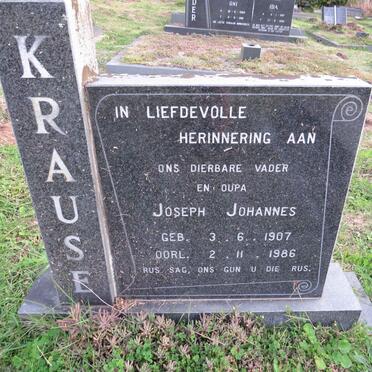 KRAUSE
IN LIEFDEVOLLE
HERINNERING AAN
ONS DIERBARE VADER
EN OUPA
JOSEPH JOHANNES
GEB. 3. 6. 1907
OORL. 2. 11. 1986
RUS SAG, ONS GUN U DIE RUS.